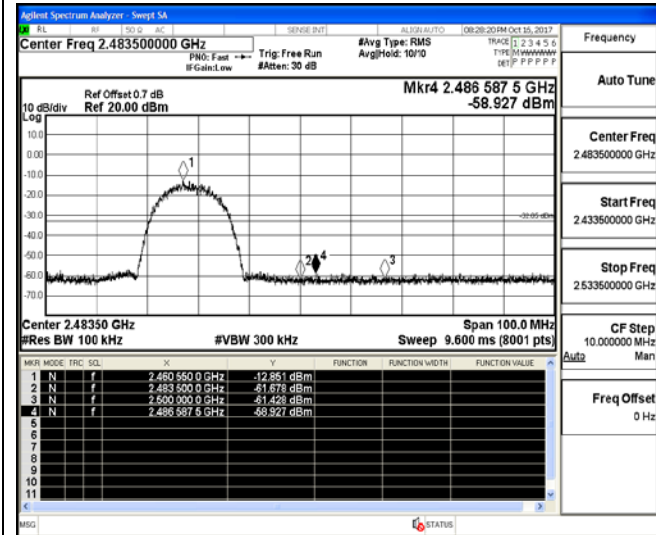 Agilent Spectrum Analyzer - Swept SA
RL RF 50 Ω AC SENSE:INT ALIGN AUTO 08:28:20 PM Oct 15, 2017
Center Freq 2.483500000 GHz
PNO: Fast
IFGain:Low
Trig: Free Run
#Atten: 30 dB
#Avg Type: RMS
Avg|Hold: 10/10
TRACE 1 2 3 4 5 6
TYPE M
DET P P P P P P
Mkr4 2.486 587 5 GHz
-58.927 dBm
Ref Offset 0.7 dB
Ref 20.00 dBm
10 dB/div
Log
10.0
0.00
-10.0
-20.0
-30.0
-40.0
-50.0
-60.0
-70.0
1
2
4
3
Center 2.48350 GHz
Span 100.0 MHz
#Res BW 100 kHz
#VBW 300 kHz
Sweep 9.600 ms (8001 pts)
MKR MODE TRC SCL X Y FUNCTION FUNCTION WIDTH FUNCTION VALUE
1 N f 2.460 550 0 GHz -12.851 dBm
2 N f 2.483 500 0 GHz -61.678 dBm
3 N f 2.500 000 0 GHz -61.428 dBm
4 N f 2.486 587 5 GHz -58.927 dBm
5
6
7
8
9
10
11
MSG
STATUS
Frequency
Auto Tune
Center Freq
2.483500000 GHz
Start Freq
2.433500000 GHz
Stop Freq
2.533500000 GHz
CF Step
10.000000 MHz
Auto Man
Freq Offset
0 Hz